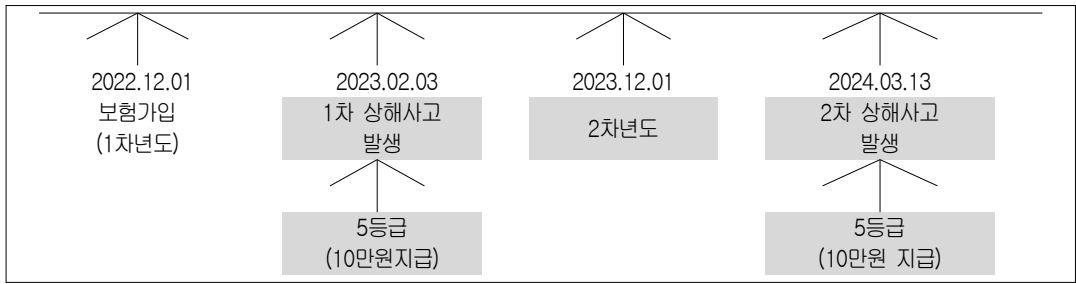 2022.12.01
보험가입
(1차년도)
2023.02.03
1차 상해사고
발생
5등급
(10만원지급)
2023.12.01
2차년도
2024.03.13
2차 상해사고
발생
5등급
(10만원 지급)